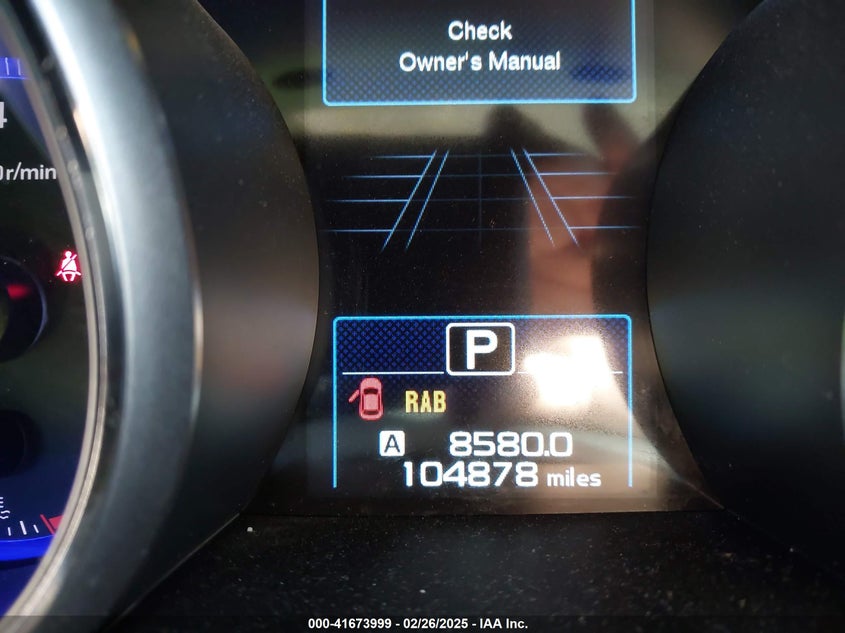 Check
Owner's Manual
r/min
P
RAB
A 8580.0
104878 miles
000-41673999 - 02/26/2025 - IAA Inc.